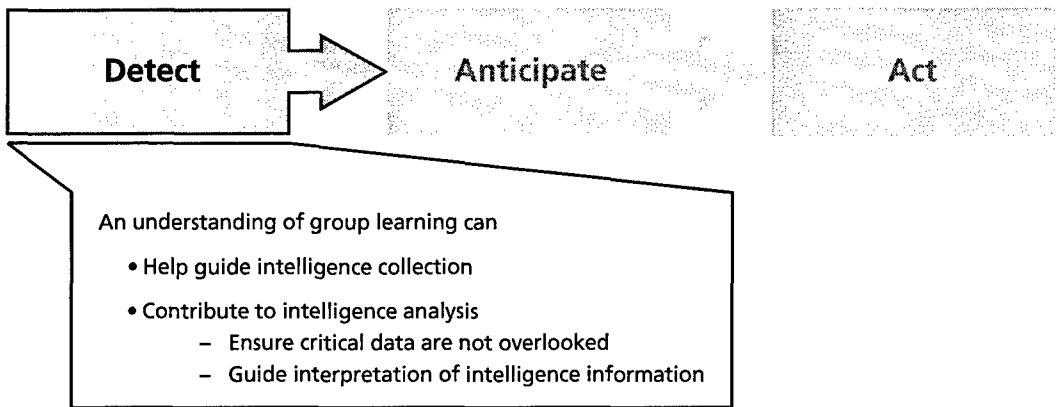 Detect
Anticipate
Act
An understanding of group learning can
• Help guide intelligence collection
• Contribute to intelligence analysis
– Ensure critical data are not overlooked
– Guide interpretation of intelligence information